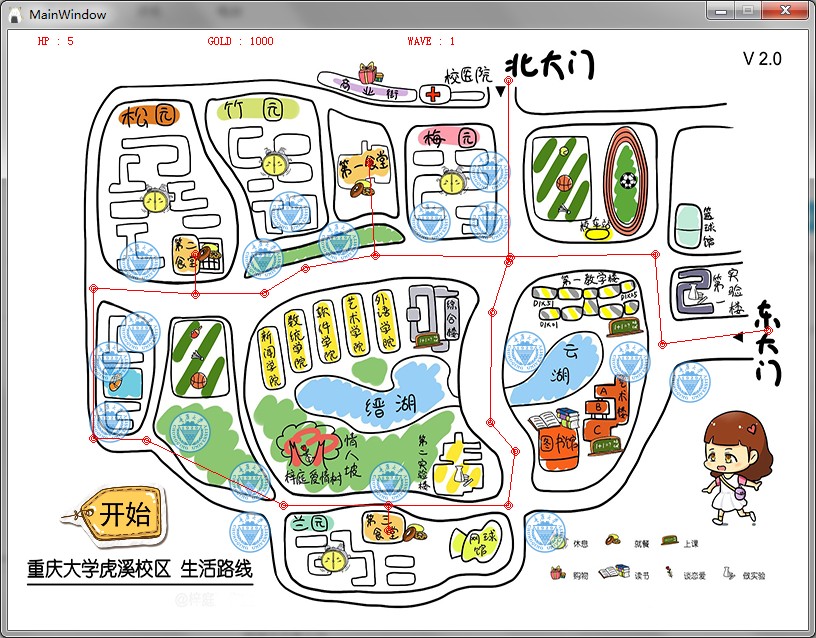 MainWindow
HP : 5
GOLD : 1000
WAVE : 1
V 2.0
北大门
校医院
商业街
松园
竹园
第一食堂
梅园
校车站
篮球馆
第二食堂
第一实验楼
东大门
第一教学楼
D1K31
D1K35
D1K01
新闻学院
数统学院
软件学院
艺术学院
外语学院
综合楼
云湖
缙湖
艺术楼
A
B
C
图书馆
情人坡
梓庭爱情树
第二实验楼
兰园
第三食堂
网球馆
开始
重庆大学虎溪校区 生活路线
休息
就餐
上课
购物
读书
谈恋爱
做实验